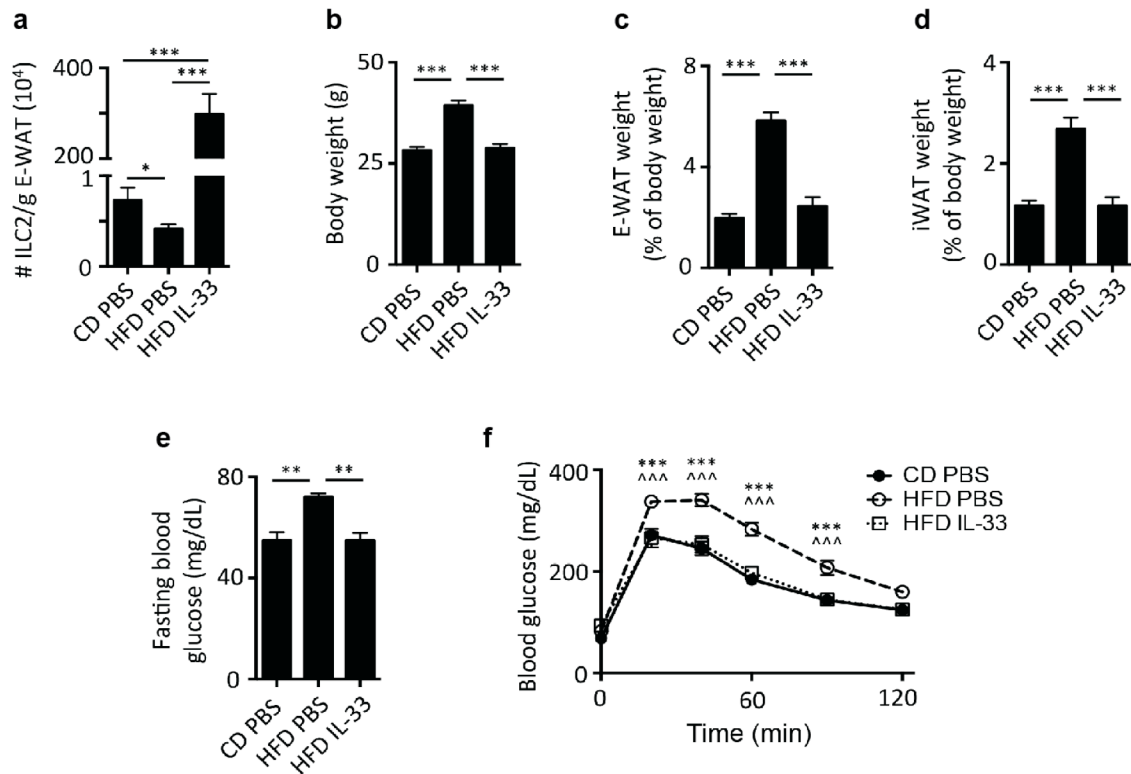 a
# ILC2/g E-WAT (10⁴)
400
200
1
0
***
***
*
CD PBS
HFD PBS
HFD IL-33
b
Body weight (g)
50
25
0
***
***
CD PBS
HFD PBS
HFD IL-33
c
E-WAT weight
(% of body weight)
8
4
0
***
***
CD PBS
HFD PBS
HFD IL-33
d
iWAT weight
(% of body weight)
4
2
0
***
***
CD PBS
HFD PBS
HFD IL-33
e
Fasting blood
glucose (mg/dL)
80
40
0
**
**
CD PBS
HFD PBS
HFD IL-33
f
Blood glucose (mg/dL)
400
200
0
***
^^^
***
^^^
***
^^^
***
^^^
CD PBS
HFD PBS
HFD IL-33
0
60
120
Time (min)